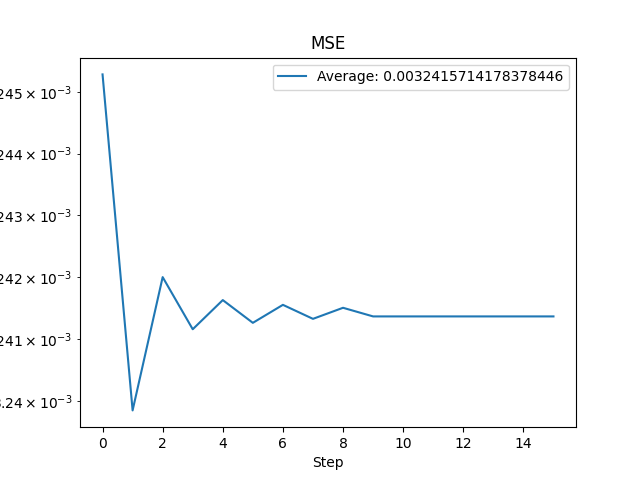 MSE
Average: 0.0032415714178378446
245 × 10⁻³
244 × 10⁻³
243 × 10⁻³
242 × 10⁻³
241 × 10⁻³
.24 × 10⁻³
0 2 4 6 8 10 12 14
Step